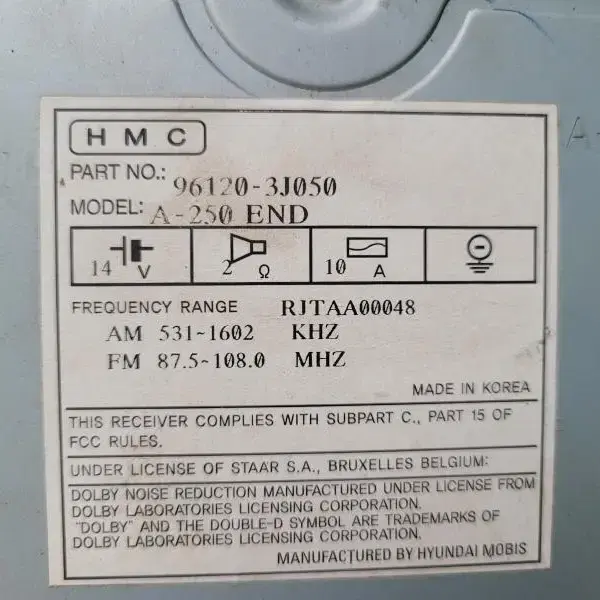 HMC
PART NO.: 96120-3J050
MODEL: A-250 END
14 V 2 Ω 10 A
FREQUENCY RANGE RJTAA00048
AM 531~1602 KHZ
FM 87.5~108.0 MHZ
MADE IN KOREA
THIS RECEIVER COMPLIES WITH SUBPART C., PART 15 OF
FCC RULES.
UNDER LICENSE OF STAAR S.A., BRUXELLES BELGIUM:
DOLBY NOISE REDUCTION MANUFACTURED UNDER LICENSE FROM
DOLBY LABORATORIES LICENSING CORPORATION.
"DOLBY" AND THE DOUBLE-D SYMBOL ARE TRADEMARKS OF
DOLBY LABORATORIES LICENSING CORPORATION.
MANUFACTURED BY HYUNDAI MOBIS